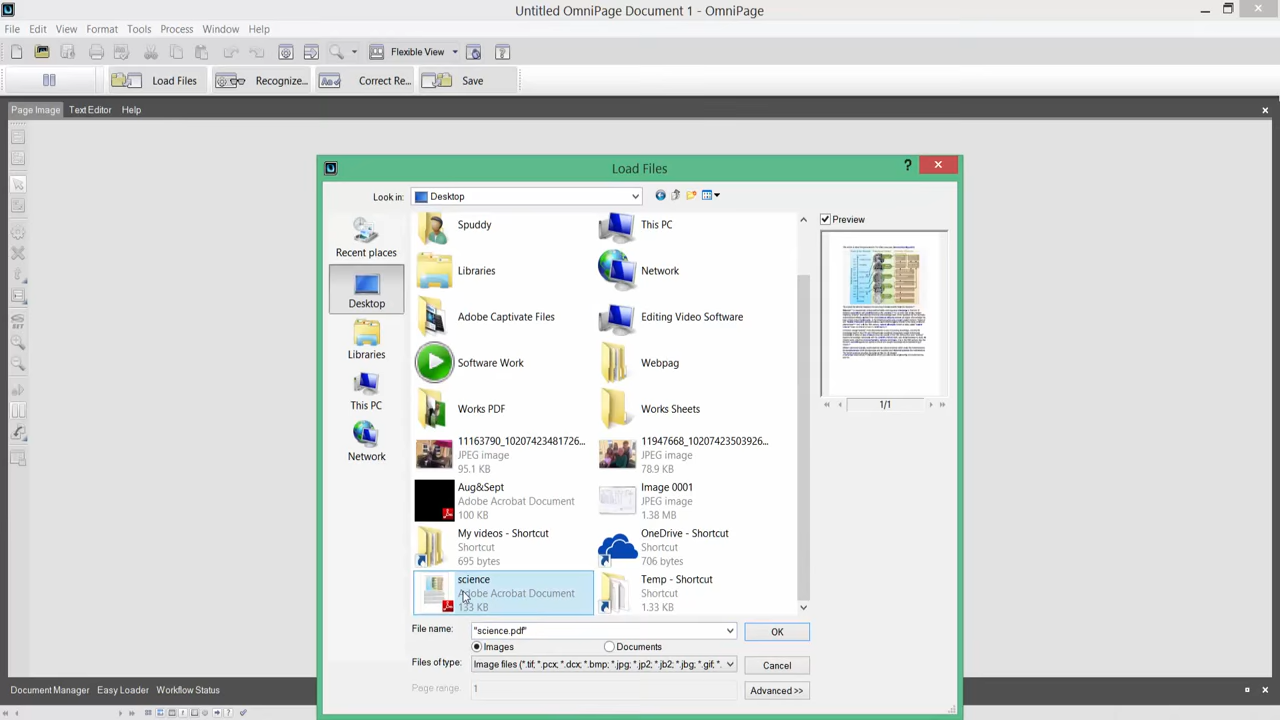 Untitled OmniPage Document 1 - OmniPage
File Edit View Format Tools Process Window Help
Flexible View
Load Files Recognize... Correct Re... Save
Page Image Text Editor Help
Load Files
Look in: Desktop
Preview
Recent places
Desktop
Libraries
This PC
Network
Spuddy This PC
Libraries Network
Adobe Captivate Files Editing Video Software
Software Work Webpag
Works PDF Works Sheets
11163790_10207423481726... 11947668_10207423503926...
JPEG image JPEG image
95.1 KB 78.9 KB
Aug&Sept Image 0001
Adobe Acrobat Document JPEG image
100 KB 1.38 MB
My videos - Shortcut OneDrive - Shortcut
Shortcut Shortcut
695 bytes 706 bytes
science Temp - Shortcut
Adobe Acrobat Document Shortcut
133 KB 1.33 KB
1/1
File name: "science.pdf" OK
Images Documents
Files of type: Image files (*.tif; *.pcx, *.dcx; *.bmp; *.jpg; *.jp2; *.jb2; *.jbg; *.gif; *. Cancel
Page range: 1 Advanced >>
Document Manager Easy Loader Workflow Status